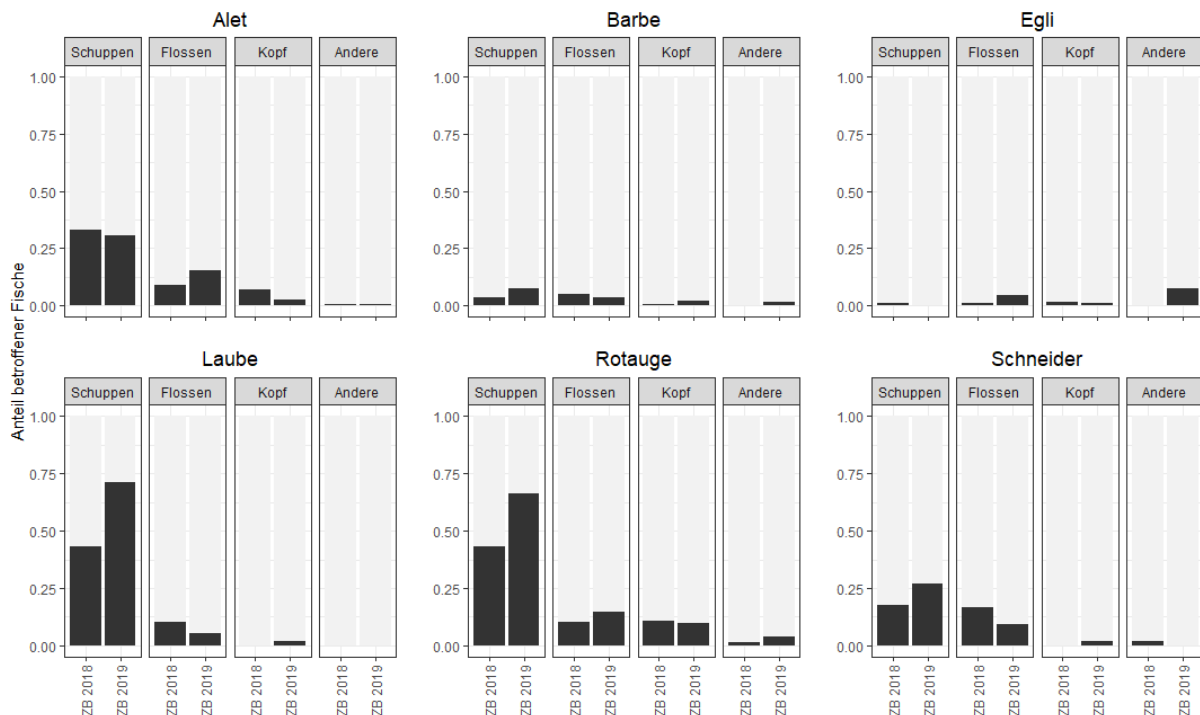 Alet
Barbe
Egli
Schuppen Flossen Kopf Andere
Schuppen Flossen Kopf Andere
Schuppen Flossen Kopf Andere
1.00
0.75
0.50
0.25
0.00
1.00
0.75
0.50
0.25
0.00
1.00
0.75
0.50
0.25
0.00
Anteil betroffener Fische
Laube
Rotauge
Schneider
Schuppen Flossen Kopf Andere
Schuppen Flossen Kopf Andere
Schuppen Flossen Kopf Andere
1.00
0.75
0.50
0.25
0.00
1.00
0.75
0.50
0.25
0.00
1.00
0.75
0.50
0.25
0.00
ZB 2018
ZB 2019
ZB 2018
ZB 2019
ZB 2018
ZB 2019
ZB 2018
ZB 2019
ZB 2018
ZB 2019
ZB 2018
ZB 2019
ZB 2018
ZB 2019
ZB 2018
ZB 2019
ZB 2018
ZB 2019
ZB 2018
ZB 2019
ZB 2018
ZB 2019
ZB 2018
ZB 2019